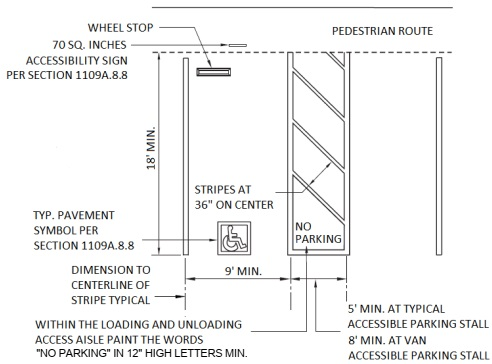 WHEEL STOP
PEDESTRIAN ROUTE
70 SQ. INCHES
ACCESSIBILITY SIGN
PER SECTION 1109A.8.8
18' MIN.
STRIPES AT
36" ON CENTER
TYP. PAVEMENT
SYMBOL PER
SECTION 1109A.8.8
NO
PARKING
DIMENSION TO
CENTERLINE OF
STRIPE TYPICAL
9' MIN.
WITHIN THE LOADING AND UNLOADING
ACCESS AISLE PAINT THE WORDS
"NO PARKING" IN 12" HIGH LETTERS MIN.
5' MIN. AT TYPICAL
ACCESSIBLE PARKING STALL
8' MIN. AT VAN
ACCESSIBLE PARKING STALL